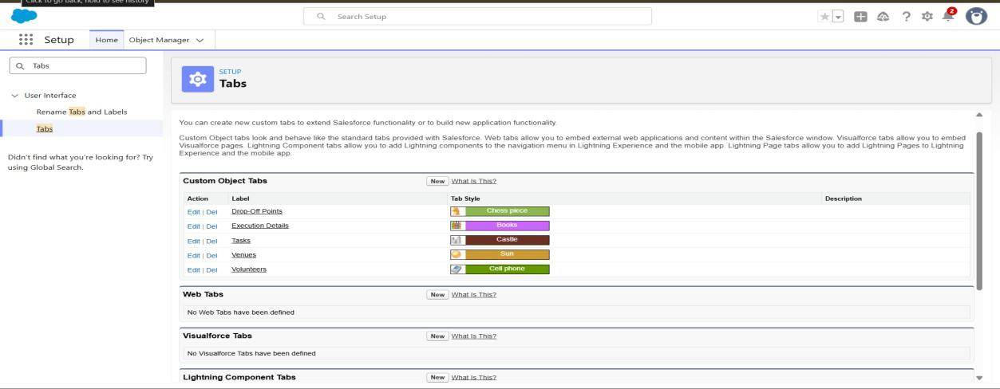 Click to go back, hold to see history
Search Setup
2
Setup
Home
Object Manager
Tabs
User Interface
Rename Tabs and Labels
Tabs
Didn't find what you're looking for? Try
using Global Search.
SETUP
Tabs
You can create new custom tabs to extend Salesforce functionality or to build new application functionality.
Custom Object tabs look and behave like the standard tabs provided with Salesforce. Web tabs allow you to embed external web applications and content within the Salesforce window. Visualforce tabs allow you to embed
Visualforce pages. Lightning Component tabs allow you to add Lightning components to the navigation menu in Lightning Experience and the mobile app. Lightning Page tabs allow you to add Lightning Pages to Lightning
Experience and the mobile app.
Custom Object Tabs New What Is This?
Action Label Tab Style Description
Edit | Del Drop-Off Points Chess piece
Edit | Del Execution Details Books
Edit | Del Tasks Castle
Edit | Del Venues Sun
Edit | Del Volunteers Cell phone
Web Tabs New What Is This?
No Web Tabs have been defined
Visualforce Tabs New What Is This?
No Visualforce Tabs have been defined
Lightning Component Tabs New What Is This?